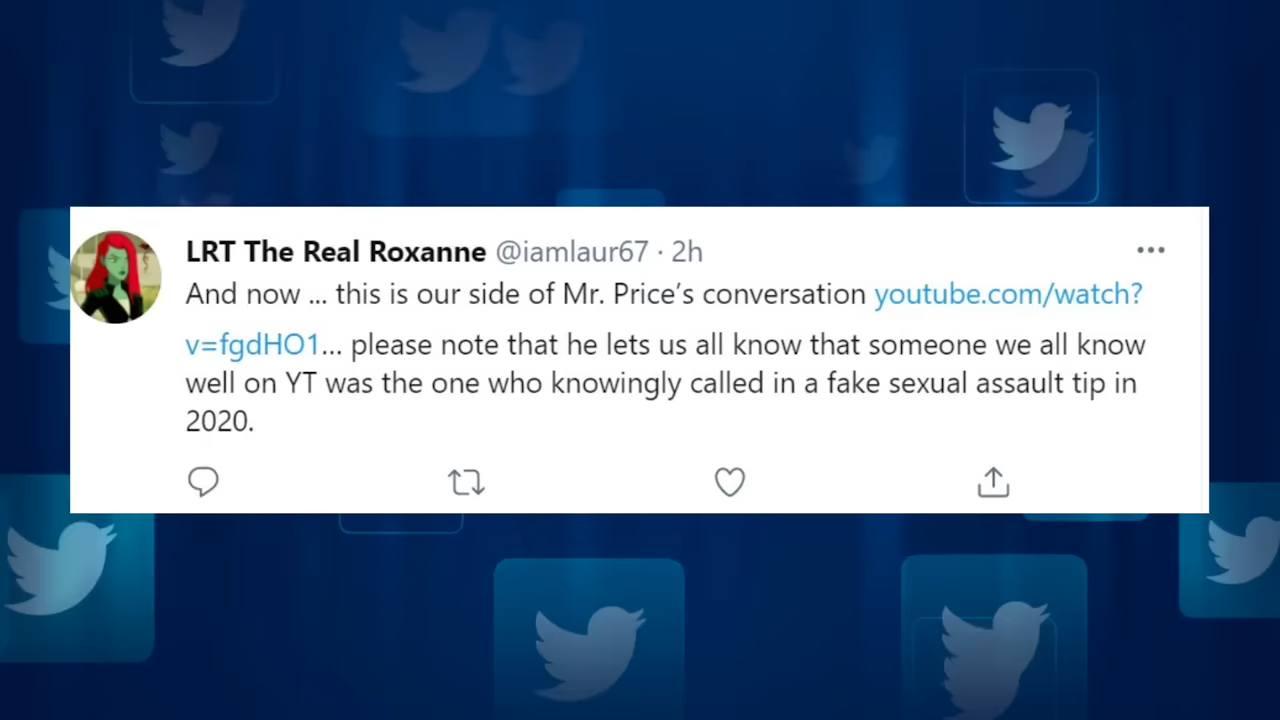 LRT The Real Roxanne @iamlaur67 · 2h
And now ... this is our side of Mr. Price’s conversation youtube.com/watch?
v=fgdHO1... please note that he lets us all know that someone we all know
well on YT was the one who knowingly called in a fake sexual assault tip in
2020.